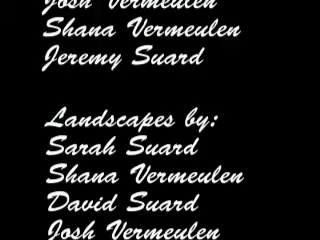 Josh Vermeulen
Shana Vermeulen
Jeremy Suard
Landscapes by:
Sarah Suard
Shana Vermeulen
David Suard
Josh Vermeulen